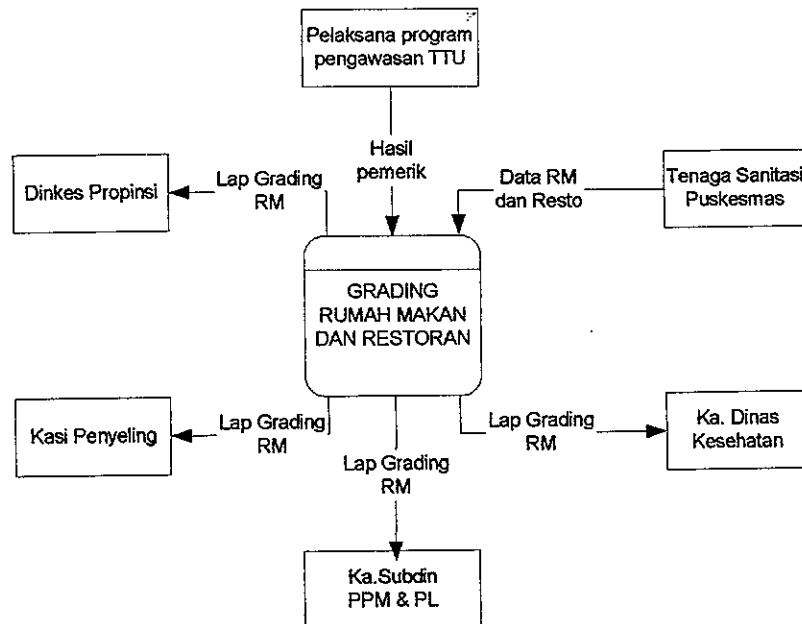 Pelaksana program
pengawasan TTU
Hasil
pemerik
Dinkes Propinsi
Lap Grading
RM
Data RM
dan Resto
Tenaga Sanitasi
Puskesmas
GRADING
RUMAH MAKAN
DAN RESTORAN
Kasi Penyeling
Lap Grading
RM
Lap Grading
RM
Lap Grading
RM
Ka. Dinas
Kesehatan
Ka.Subdin
PPM & PL